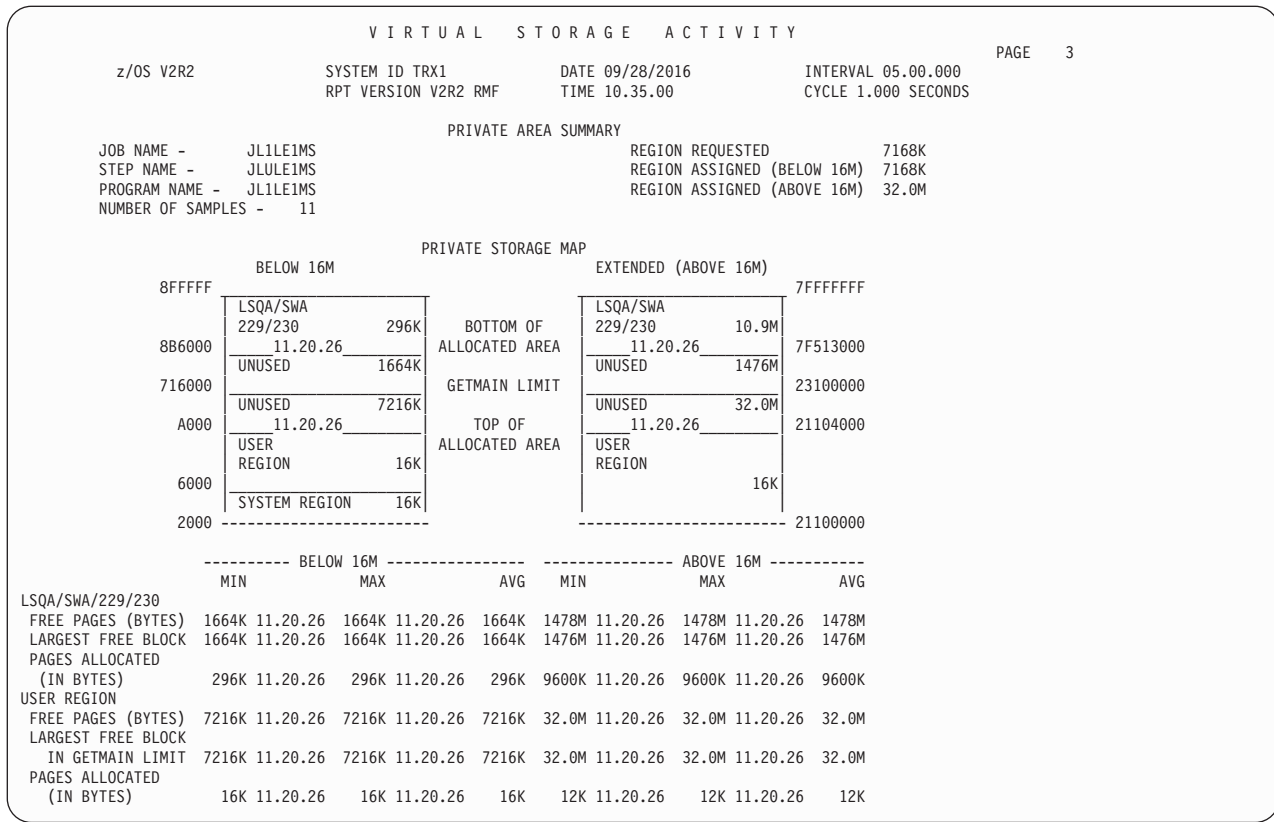 V I R T U A L   S T O R A G E   A C T I V I T Y
PAGE 3
z/OS V2R2 SYSTEM ID TRX1 DATE 09/28/2016 INTERVAL 05.00.000
RPT VERSION V2R2 RMF TIME 10.35.00 CYCLE 1.000 SECONDS
PRIVATE AREA SUMMARY
JOB NAME - JL1LE1MS REGION REQUESTED 7168K
STEP NAME - JLULE1MS REGION ASSIGNED (BELOW 16M) 7168K
PROGRAM NAME - JL1LE1MS REGION ASSIGNED (ABOVE 16M) 32.0M
NUMBER OF SAMPLES - 11
PRIVATE STORAGE MAP
BELOW 16M EXTENDED (ABOVE 16M)
8FFFFF 7FFFFFFF
LSQA/SWA LSQA/SWA
229/230 296K BOTTOM OF 229/230 10.9M
8B6000 11.20.26 ALLOCATED AREA 11.20.26 7F513000
UNUSED 1664K UNUSED 1476M
716000 GETMAIN LIMIT 23100000
UNUSED 7216K UNUSED 32.0M
A000 11.20.26 TOP OF 11.20.26 21104000
USER ALLOCATED AREA USER
REGION 16K REGION
6000 16K
SYSTEM REGION 16K
2000 ------------------------ ------------------------ 21100000
---------- BELOW 16M ---------------- --------------- ABOVE 16M -----------
MIN MAX AVG MIN MAX AVG
LSQA/SWA/229/230
FREE PAGES (BYTES) 1664K 11.20.26 1664K 11.20.26 1664K 1478M 11.20.26 1478M 11.20.26 1478M
LARGEST FREE BLOCK 1664K 11.20.26 1664K 11.20.26 1664K 1476M 11.20.26 1476M 11.20.26 1476M
PAGES ALLOCATED
(IN BYTES) 296K 11.20.26 296K 11.20.26 296K 9600K 11.20.26 9600K 11.20.26 9600K
USER REGION
FREE PAGES (BYTES) 7216K 11.20.26 7216K 11.20.26 7216K 32.0M 11.20.26 32.0M 11.20.26 32.0M
LARGEST FREE BLOCK
IN GETMAIN LIMIT 7216K 11.20.26 7216K 11.20.26 7216K 32.0M 11.20.26 32.0M 11.20.26 32.0M
PAGES ALLOCATED
(IN BYTES) 16K 11.20.26 16K 11.20.26 16K 12K 11.20.26 12K 11.20.26 12K